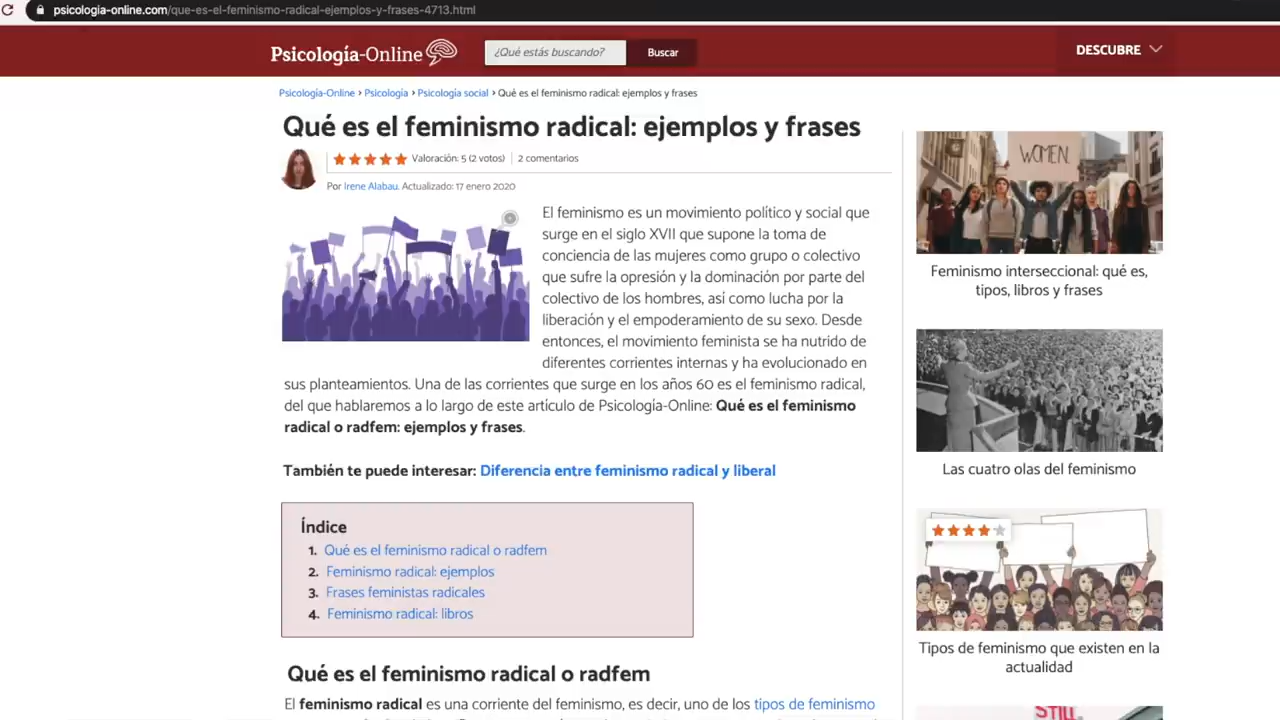 psicologia-online.com/que-es-el-feminismo-radical-ejemplos-y-frases-4713.html
Psicología-Online
¿Qué estás buscando?
Buscar
DESCUBRE
Psicología-Online › Psicología › Psicología social › Qué es el feminismo radical: ejemplos y frases
Qué es el feminismo radical: ejemplos y frases
Valoración: 5 (2 votos) | 2 comentarios
Por Irene Alabau. Actualizado: 17 enero 2020
El feminismo es un movimiento político y social que
surge en el siglo XVII que supone la toma de
conciencia de las mujeres como grupo o colectivo
que sufre la opresión y la dominación por parte del
colectivo de los hombres, así como lucha por la
liberación y el empoderamiento de su sexo. Desde
entonces, el movimiento feminista se ha nutrido de
diferentes corrientes internas y ha evolucionado en
sus planteamientos. Una de las corrientes que surge en los años 60 es el feminismo radical,
del que hablaremos a lo largo de este artículo de Psicología-Online: Qué es el feminismo
radical o radfem: ejemplos y frases.
También te puede interesar: Diferencia entre feminismo radical y liberal
Índice
1. Qué es el feminismo radical o radfem
2. Feminismo radical: ejemplos
3. Frases feministas radicales
4. Feminismo radical: libros
Qué es el feminismo radical o radfem
El feminismo radical es una corriente del feminismo, es decir, uno de los tipos de feminismo
WOMEN.
Feminismo interseccional: qué es,
tipos, libros y frases
Las cuatro olas del feminismo
Tipos de feminismo que existen en la
actualidad
STILL